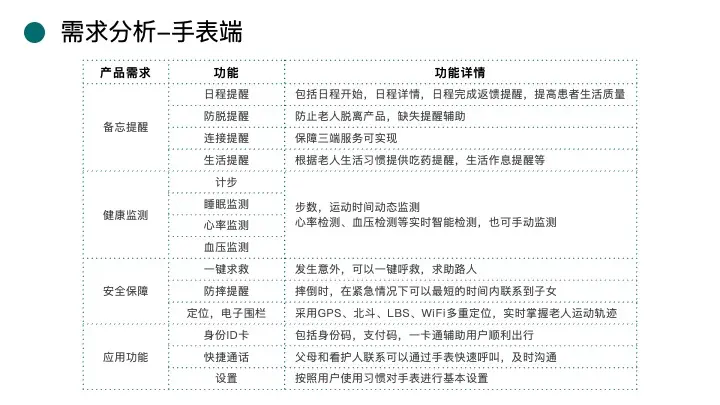 需求分析-手表端
产品需求 功能 功能详情
备忘提醒
日程提醒 包括日程开始，日程详情，日程完成返馈提醒，提高患者生活质量
防脱提醒 防止老人脱离产品，缺失提醒辅助
连接提醒 保障三端服务可实现
生活提醒 根据老人生活习惯提供吃药提醒，生活作息提醒等
健康监测
计步
睡眠监测
心率监测
血压监测
步数，运动时间动态监测
心率检测、血压检测等实时智能检测，也可手动监测
安全保障
一键求救 发生意外，可以一键呼救，求助路人
防摔提醒 摔倒时，在紧急情况下可以最短的时间内联系到子女
定位，电子围栏 采用GPS、北斗、LBS、WiFi多重定位，实时掌握老人运动轨迹
应用功能
身份ID卡 包括身份码，支付码，一卡通辅助用户顺利出行
快捷通话 父母和看护人联系可以通过手表快速呼叫，及时沟通
设置 按照用户使用习惯对手表进行基本设置